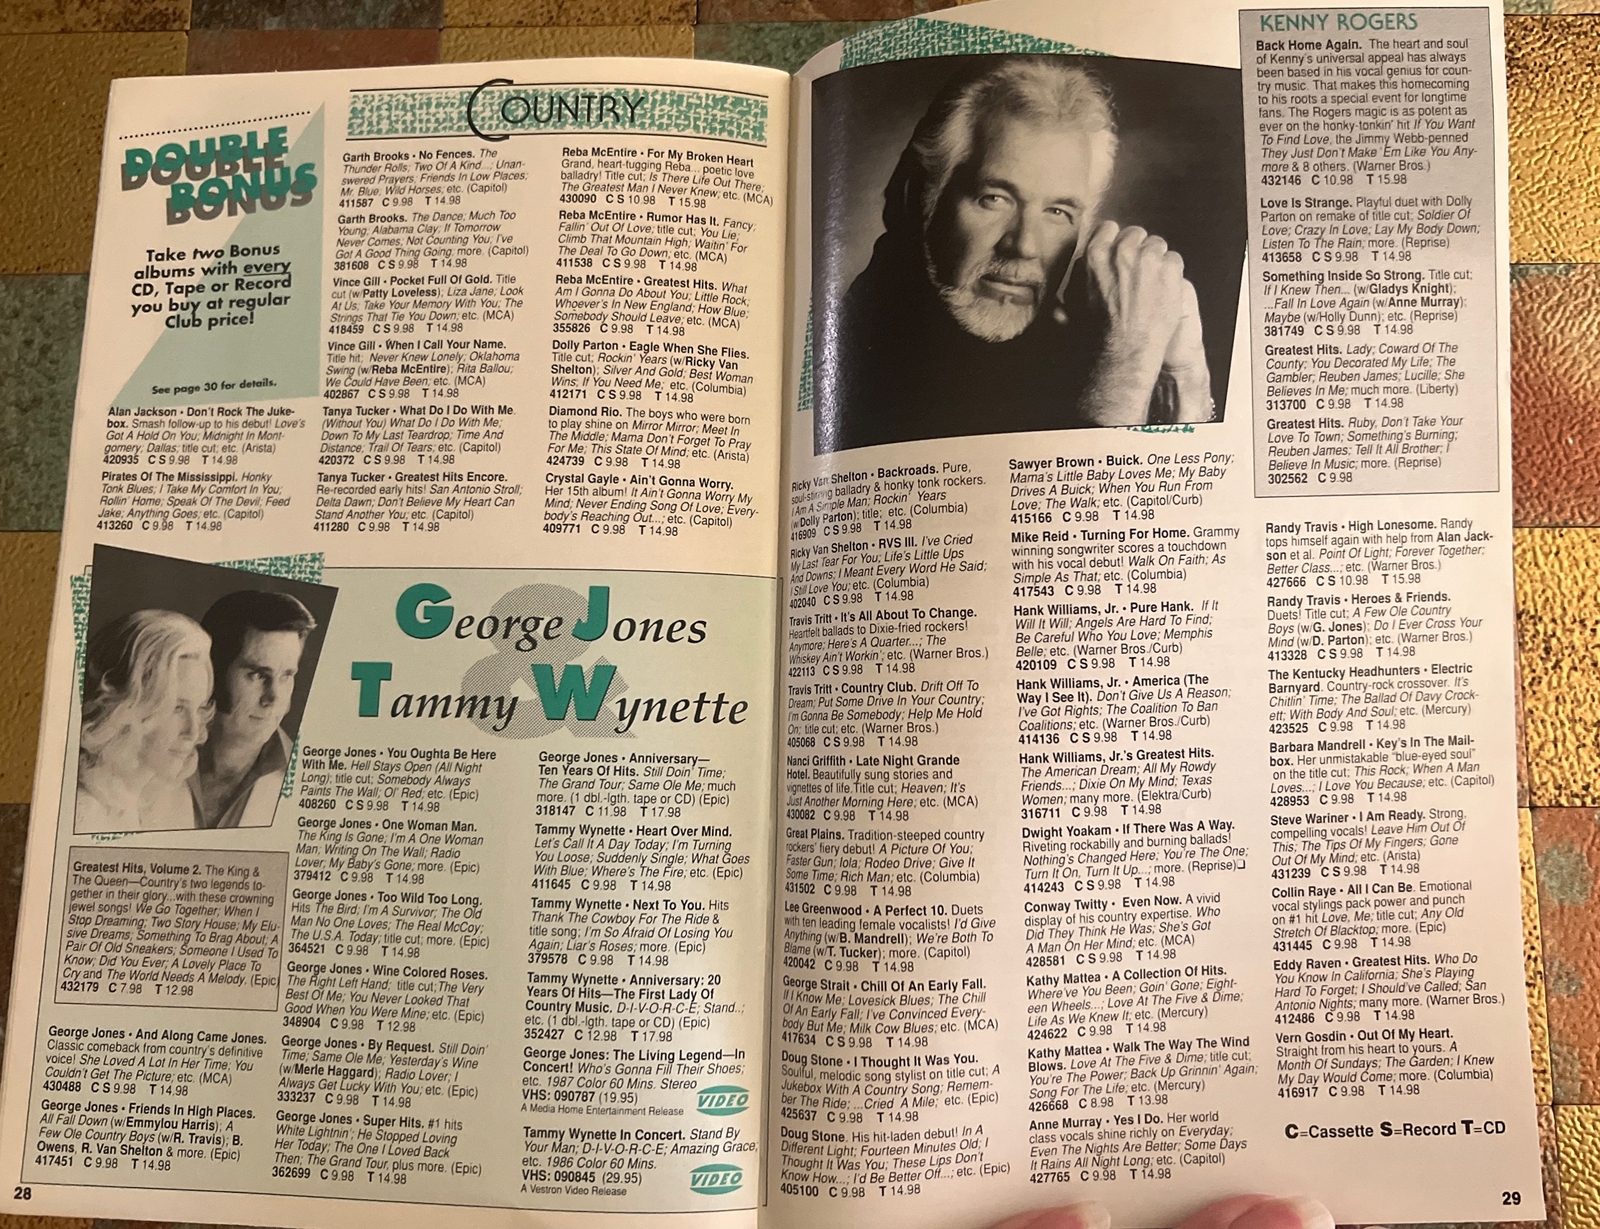 DOUBLE
BONUS
Take two Bonus
albums with every
CD, Tape or Record
you buy at regular
Club price!
See page 30 for details.
COUNTRY
Alan Jackson • Don't Rock The Juke-
box. Smash follow-up to his debut! Love's
Got A Hold On You; Midnight In Mont-
gomery; Dallas; title cut; etc. (Arista)
420935 C S 9.98 T 14.98
Pirates Of The Mississippi. Honky
Tonk Blues; I Take My Comfort In You;
Rollin' Home; Speak Of The Devil; Feed
Jake; Anything Goes; etc. (Capitol)
413260 C 9.98 T 14.98
Garth Brooks • No Fences. The
Thunder Rolls; Two Of A Kind...; Unan-
swered Prayers; Friends In Low Places;
Mr. Blue; Wild Horses; etc. (Capitol)
411587 C 9.98 T 14.98
Garth Brooks. The Dance; Much Too
Young; Alabama Clay; If Tomorrow
Never Comes; Not Counting You; I've
Got A Good Thing Going; more. (Capitol)
381608 C S 9.98 T 14.98
Vince Gill • Pocket Full Of Gold. Title
cut (w/Patty Loveless); Liza Jane; Look
At Us; Take Your Memory With You; The
Strings That Tie You Down; etc. (MCA)
418459 C S 9.98 T 14.98
Vince Gill • When I Call Your Name.
Title hit; Never Knew Lonely; Oklahoma
Swing (w/Reba McEntire); Rita Ballou;
We Could Have Been; etc. (MCA)
402867 C S 9.98 T 14.98
Tanya Tucker • What Do I Do With Me.
(Without You) What Do I Do With Me;
Down To My Last Teardrop; Time And
Distance; Trail Of Tears; etc. (Capitol)
420372 C S 9.98 T 14.98
Tanya Tucker • Greatest Hits Encore.
Re-recorded early hits! San Antonio Stroll;
Delta Dawn; Don't Believe My Heart Can
Stand Another You; etc. (Capitol)
411280 C 9.98 T 14.98
Reba McEntire • For My Broken Heart
Grand, heart-tugging Reba... poetic love
balladry! Title cut; Is There Life Out There;
The Greatest Man I Never Knew; etc. (MCA)
430090 C S 10.98 T 15.98
Reba McEntire • Rumor Has It. Fancy;
Fallin' Out Of Love; title cut; You Lie;
Climb That Mountain High; Waitin' For
The Deal To Go Down; etc. (MCA)
411538 C S 9.98 T 14.98
Reba McEntire • Greatest Hits. What
Am I Gonna Do About You; Little Rock;
Whoever's In New England; How Blue;
Somebody Should Leave; etc. (MCA)
355826 C 9.98 T 14.98
Dolly Parton • Eagle When She Flies.
Title cut; Rockin' Years (w/Ricky Van
Shelton); Silver And Gold; Best Woman
Wins; If You Need Me; etc. (Columbia)
412171 C S 9.98 T 14.98
Diamond Rio. The boys who were born
to play shine on Mirror Mirror; Meet In
The Middle; Mama Don't Forget To Pray
For Me; This State Of Mind; etc. (Arista)
424739 C 9.98 T 14.98
Crystal Gayle • Ain't Gonna Worry.
Her 15th album! It Ain't Gonna Worry My
Mind; Never Ending Song Of Love; Every-
body's Reaching Out...; etc. (Capitol)
409771 C 9.98 T 14.98
George Jones
&
Tammy Wynette
Greatest Hits, Volume 2. The King &
The Queen—Country's two legends to-
gether in their glory...with these crowning
jewel songs! We Go Together; When I
Stop Dreaming; Two Story House; My Elu-
sive Dreams; Something To Brag About; A
Pair Of Old Sneakers; Someone I Used To
Know; Did You Ever; A Lovely Place To
Cry and The World Needs A Melody. (Epic)
432179 C 7.98 T 12.98
George Jones • And Along Came Jones.
Classic comeback from country's definitive
voice! She Loved A Lot In Her Time; You
Couldn't Get The Picture; etc. (MCA)
430488 C S 9.98 T 14.98
George Jones • Friends In High Places.
All Fall Down (w/Emmylou Harris); A
Few Ole Country Boys (w/R. Travis); B.
Owens, R. Van Shelton & more. (Epic)
417451 C 9.98 T 14.98
George Jones • You Oughta Be Here
With Me. Hell Stays Open (All Night
Long); title cut; Somebody Always
Paints The Wall; Ol' Red; etc. (Epic)
408260 C S 9.98 T 14.98
George Jones • One Woman Man.
The King Is Gone; I'm A One Woman
Man; Writing On The Wall; Radio
Lover; My Baby's Gone; more. (Epic)
379412 C 9.98 T 14.98
George Jones • Too Wild Too Long.
Hits The Bird; I'm A Survivor; The Old
Man No One Loves; The Real McCoy;
The U.S.A. Today; title cut; more. (Epic)
364521 C 9.98 T 14.98
George Jones • Wine Colored Roses.
The Right Left Hand; title cut; The Very
Best Of Me; You Never Looked That
Good When You Were Mine; etc. (Epic)
348904 C 9.98 T 12.98
George Jones • By Request. Still Doin'
Time; Same Ole Me; Yesterday's Wine
(w/Merle Haggard); Radio Lover; I
Always Get Lucky With You; etc. (Epic)
333237 C 9.98 T 14.98
George Jones • Super Hits. #1 hits
White Lightnin'; He Stopped Loving
Her Today; The One I Loved Back
Then; The Grand Tour, plus more. (Epic)
362699 C 9.98 T 14.98
George Jones • Anniversary—
Ten Years Of Hits. Still Doin' Time;
The Grand Tour; Same Ole Me; much
more. (1 dbl.-lgth. tape or CD) (Epic)
318147 C 11.98 T 17.98
Tammy Wynette • Heart Over Mind.
Let's Call It A Day Today; I'm Turning
You Loose; Suddenly Single; What Goes
With Blue; Where's The Fire; etc. (Epic)
411645 C 9.98 T 14.98
Tammy Wynette • Next To You. Hits
Thank The Cowboy For The Ride &
title song; I'm So Afraid Of Losing You
Again; Liar's Roses; more. (Epic)
379578 C 9.98 T 14.98
Tammy Wynette • Anniversary: 20
Years Of Hits—The First Lady Of
Country Music. D-I-V-O-R-C-E; Stand..;
etc. (1 dbl.-lgth. tape or CD) (Epic)
352427 C 12.98 T 17.98
George Jones: The Living Legend—In
Concert! Who's Gonna Fill Their Shoes;
etc. 1987 Color 60 Mins. Stereo
VHS: 090787 (19.95)
A Media Home Entertainment Release
VIDEO
Tammy Wynette In Concert. Stand By
Your Man; D-I-V-O-R-C-E; Amazing Grace;
etc. 1986 Color 60 Mins.
VHS: 090845 (29.95)
A Vestron Video Release
VIDEO
28
KENNY ROGERS
Back Home Again. The heart and soul
of Kenny's universal appeal has always
been based in his vocal genius for coun-
try music. That makes this homecoming
to his roots a special event for longtime
fans. The Rogers magic is as potent as
ever on the honky-tonkin' hit If You Want
To Find Love, the Jimmy Webb-penned
They Just Don't Make 'Em Like You Any-
more & 8 others. (Warner Bros.)
432146 C 10.98 T 15.98
Love Is Strange. Playful duet with Dolly
Parton on remake of title cut; Soldier Of
Love; Crazy In Love; Lay My Body Down;
Listen To The Rain; more. (Reprise)
413658 C S 9.98 T 14.98
Something Inside So Strong. Title cut;
If I Knew Then... (w/Gladys Knight);
...Fall In Love Again (w/Anne Murray);
Maybe (w/Holly Dunn); etc. (Reprise)
381749 C S 9.98 T 14.98
Greatest Hits. Lady; Coward Of The
County; You Decorated My Life; The
Gambler; Reuben James; Lucille; She
Believes In Me; much more. (Liberty)
313700 C 9.98 T 14.98
Greatest Hits. Ruby, Don't Take Your
Love To Town; Something's Burning;
Reuben James; Tell It All Brother; I
Believe In Music; more. (Reprise)
302562 C 9.98
Ricky Van Shelton • Backroads. Pure,
soul-stirring balladry & honky tonk rockers.
I Am A Simple Man; Rockin' Years
(w/Dolly Parton); title; etc. (Columbia)
416909 C S 9.98 T 14.98
Ricky Van Shelton • RVS III. I've Cried
My Last Tear For You; Life's Little Ups
And Downs; I Meant Every Word He Said;
I Still Love You; etc. (Columbia)
402040 C S 9.98 T 14.98
Travis Tritt • It's All About To Change.
Heartfelt ballads to Dixie-fried rockers!
Anymore; Here's A Quarter...; The
Whiskey Ain't Workin'; etc. (Warner Bros.)
422113 C S 9.98 T 14.98
Travis Tritt • Country Club. Drift Off To
Dream; Put Some Drive In Your Country;
I'm Gonna Be Somebody; Help Me Hold
On; title cut; etc. (Warner Bros.)
405068 C S 9.98 T 14.98
Nanci Griffith • Late Night Grande
Hotel. Beautifully sung stories and
vignettes of life.Title cut; Heaven; It's
Just Another Morning Here; etc. (MCA)
430082 C 9.98 T 14.98
Great Plains. Tradition-steeped country
rockers' fiery debut! A Picture Of You;
Faster Gun; Iola; Rodeo Drive; Give It
Some Time; Rich Man; etc. (Columbia)
431502 C 9.98 T 14.98
Lee Greenwood • A Perfect 10. Duets
with ten leading female vocalists! I'd Give
Anything (w/B. Mandrell); We're Both To
Blame (w/T. Tucker); more. (Capitol)
420042 C 9.98 T 14.98
George Strait • Chill Of An Early Fall.
If I Know Me; Lovesick Blues; The Chill
Of An Early Fall; I've Convinced Every-
body But Me; Milk Cow Blues; etc. (MCA)
417634 C S 9.98 T 14.98
Doug Stone • I Thought It Was You.
Soulful, melodic song stylist on title cut; A
Jukebox With A Country Song; Remem-
ber The Ride; ...Cried A Mile; etc. (Epic)
425637 C 9.98 T 14.98
Doug Stone. His hit-laden debut! In A
Different Light; Fourteen Minutes Old; I
Thought It Was You; These Lips Don't
Know How...; I'd Be Better Off...; etc. (Epic)
405100 C 9.98 T 14.98
Sawyer Brown • Buick. One Less Pony;
Mama's Little Baby Loves Me; My Baby
Drives A Buick; When You Run From
Love; The Walk; etc. (Capitol/Curb)
415166 C 9.98 T 14.98
Mike Reid • Turning For Home. Grammy
winning songwriter scores a touchdown
with his vocal debut! Walk On Faith; As
Simple As That; etc. (Columbia)
417543 C 9.98 T 14.98
Hank Williams, Jr. • Pure Hank. If It
Will It Will; Angels Are Hard To Find;
Be Careful Who You Love; Memphis
Belle; etc. (Warner Bros./Curb)
420109 C S 9.98 T 14.98
Hank Williams, Jr. • America (The
Way I See It). Don't Give Us A Reason;
I've Got Rights; The Coalition To Ban
Coalitions; etc. (Warner Bros./Curb)
414136 C S 9.98 T 14.98
Hank Williams, Jr.'s Greatest Hits.
The American Dream; All My Rowdy
Friends...; Dixie On My Mind; Texas
Women; many more. (Elektra/Curb)
316711 C 9.98 T 14.98
Dwight Yoakam • If There Was A Way.
Riveting rockabilly and burning ballads!
Nothing's Changed Here; You're The One;
Turn It On, Turn It Up...; more. (Reprise)❏
414243 C S 9.98 T 14.98
Conway Twitty • Even Now. A vivid
display of his country expertise. Who
Did They Think He Was; She's Got
A Man On Her Mind; etc. (MCA)
428581 C S 9.98 T 14.98
Kathy Mattea • A Collection Of Hits.
Where've You Been; Goin' Gone; Eight-
een Wheels...; Love At The Five & Dime;
Life As We Knew It; etc. (Mercury)
424622 C 9.98 T 14.98
Kathy Mattea • Walk The Way The Wind
Blows. Love At The Five & Dime; title cut;
You're The Power; Back Up Grinnin' Again;
Song For The Life; etc. (Mercury)
426668 C 8.98 T 13.98
Anne Murray • Yes I Do. Her world
class vocals shine richly on Everyday;
Even The Nights Are Better; Some Days
It Rains All Night Long; etc. (Capitol)
427765 C 9.98 T 14.98
Randy Travis • High Lonesome. Randy
tops himself again with help from Alan Jack-
son et al. Point Of Light; Forever Together;
Better Class...; etc. (Warner Bros.)
427666 C S 10.98 T 15.98
Randy Travis • Heroes & Friends.
Duets! Title cut; A Few Ole Country
Boys (w/G. Jones); Do I Ever Cross Your
Mind (w/D. Parton); etc. (Warner Bros.)
413328 C S 9.98 T 14.98
The Kentucky Headhunters • Electric
Barnyard. Country-rock crossover. It's
Chitlin' Time; The Ballad Of Davy Crock-
ett; With Body And Soul; etc. (Mercury)
423525 C 9.98 T 14.98
Barbara Mandrell • Key's In The Mail-
box. Her unmistakable "blue-eyed soul"
on the title cut; This Rock; When A Man
Loves...; I Love You Because; etc. (Capitol)
428953 C 9.98 T 14.98
Steve Wariner • I Am Ready. Strong,
compelling vocals! Leave Him Out Of
This; The Tips Of My Fingers; Gone
Out Of My Mind; etc. (Arista)
431239 C S 9.98 T 14.98
Collin Raye • All I Can Be. Emotional
vocal stylings pack power and punch
on #1 hit Love, Me; title cut; Any Old
Stretch Of Blacktop; more. (Epic)
431445 C 9.98 T 14.98
Eddy Raven • Greatest Hits. Who Do
You Know In California; She's Playing
Hard To Forget; I Should've Called; San
Antonio Nights; many more. (Warner Bros.)
412486 C 9.98 T 14.98
Vern Gosdin • Out Of My Heart.
Straight from his heart to yours. A
Month Of Sundays; The Garden; I Knew
My Day Would Come; more. (Columbia)
416917 C 9.98 T 14.98
C=Cassette S=Record T=CD
29